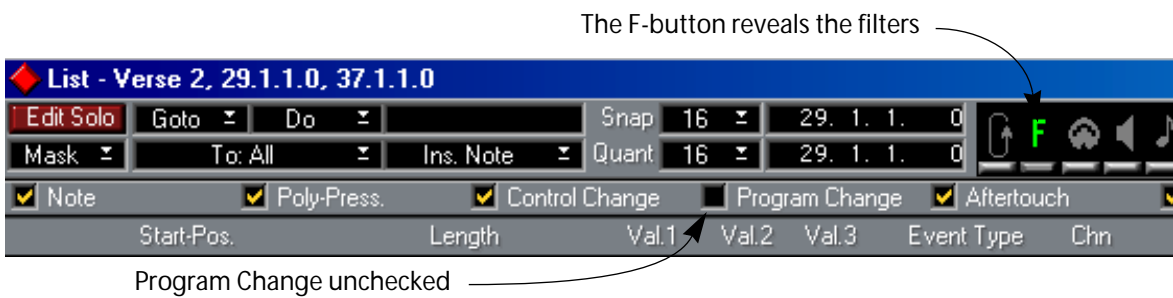 The F-button reveals the filters
List - Verse 2, 29.1.1.0, 37.1.1.0
Edit Solo Goto Do Snap 16 29. 1. 1. 0 F
Mask To: All Ins. Note Quant 16 29. 1. 1. 0
Note Poly-Press. Control Change Program Change Aftertouch
Start-Pos. Length Val.1 Val.2 Val.3 Event Type Chn
Program Change unchecked